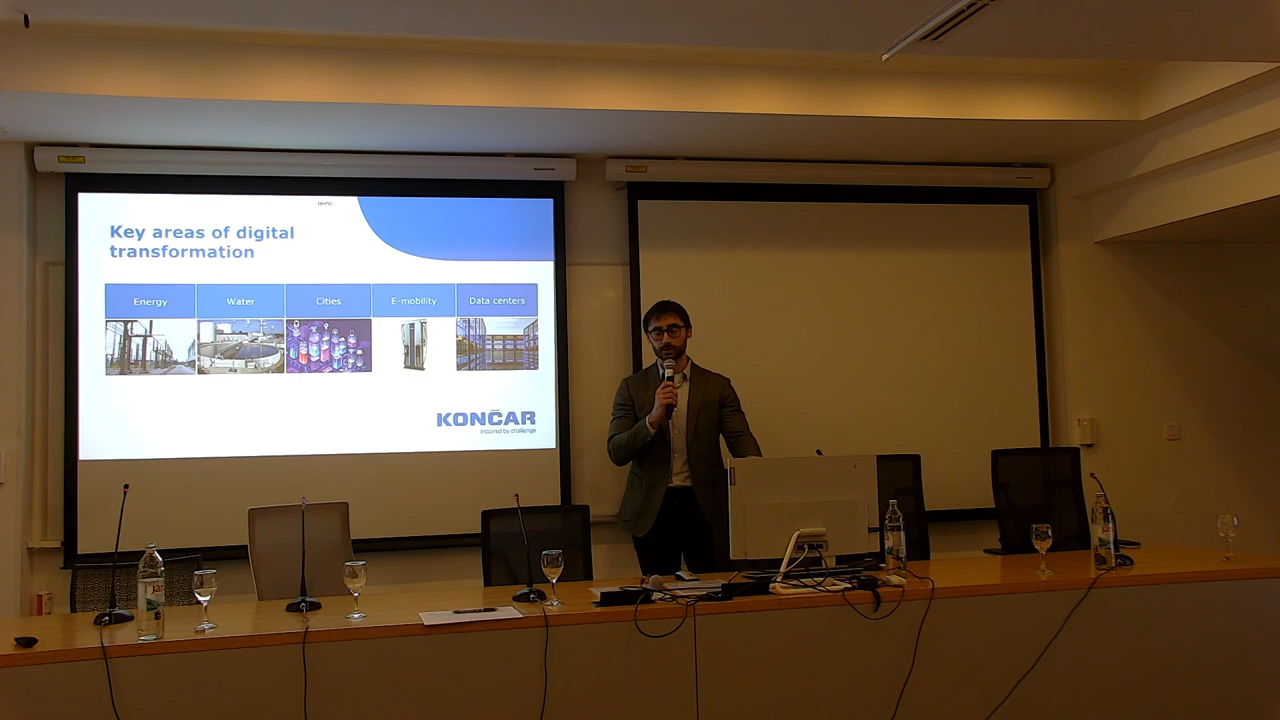 Key areas of digital
transformation
Energy
Water
Cities
E-mobility
Data centers
KONČAR
Inspired by challenge